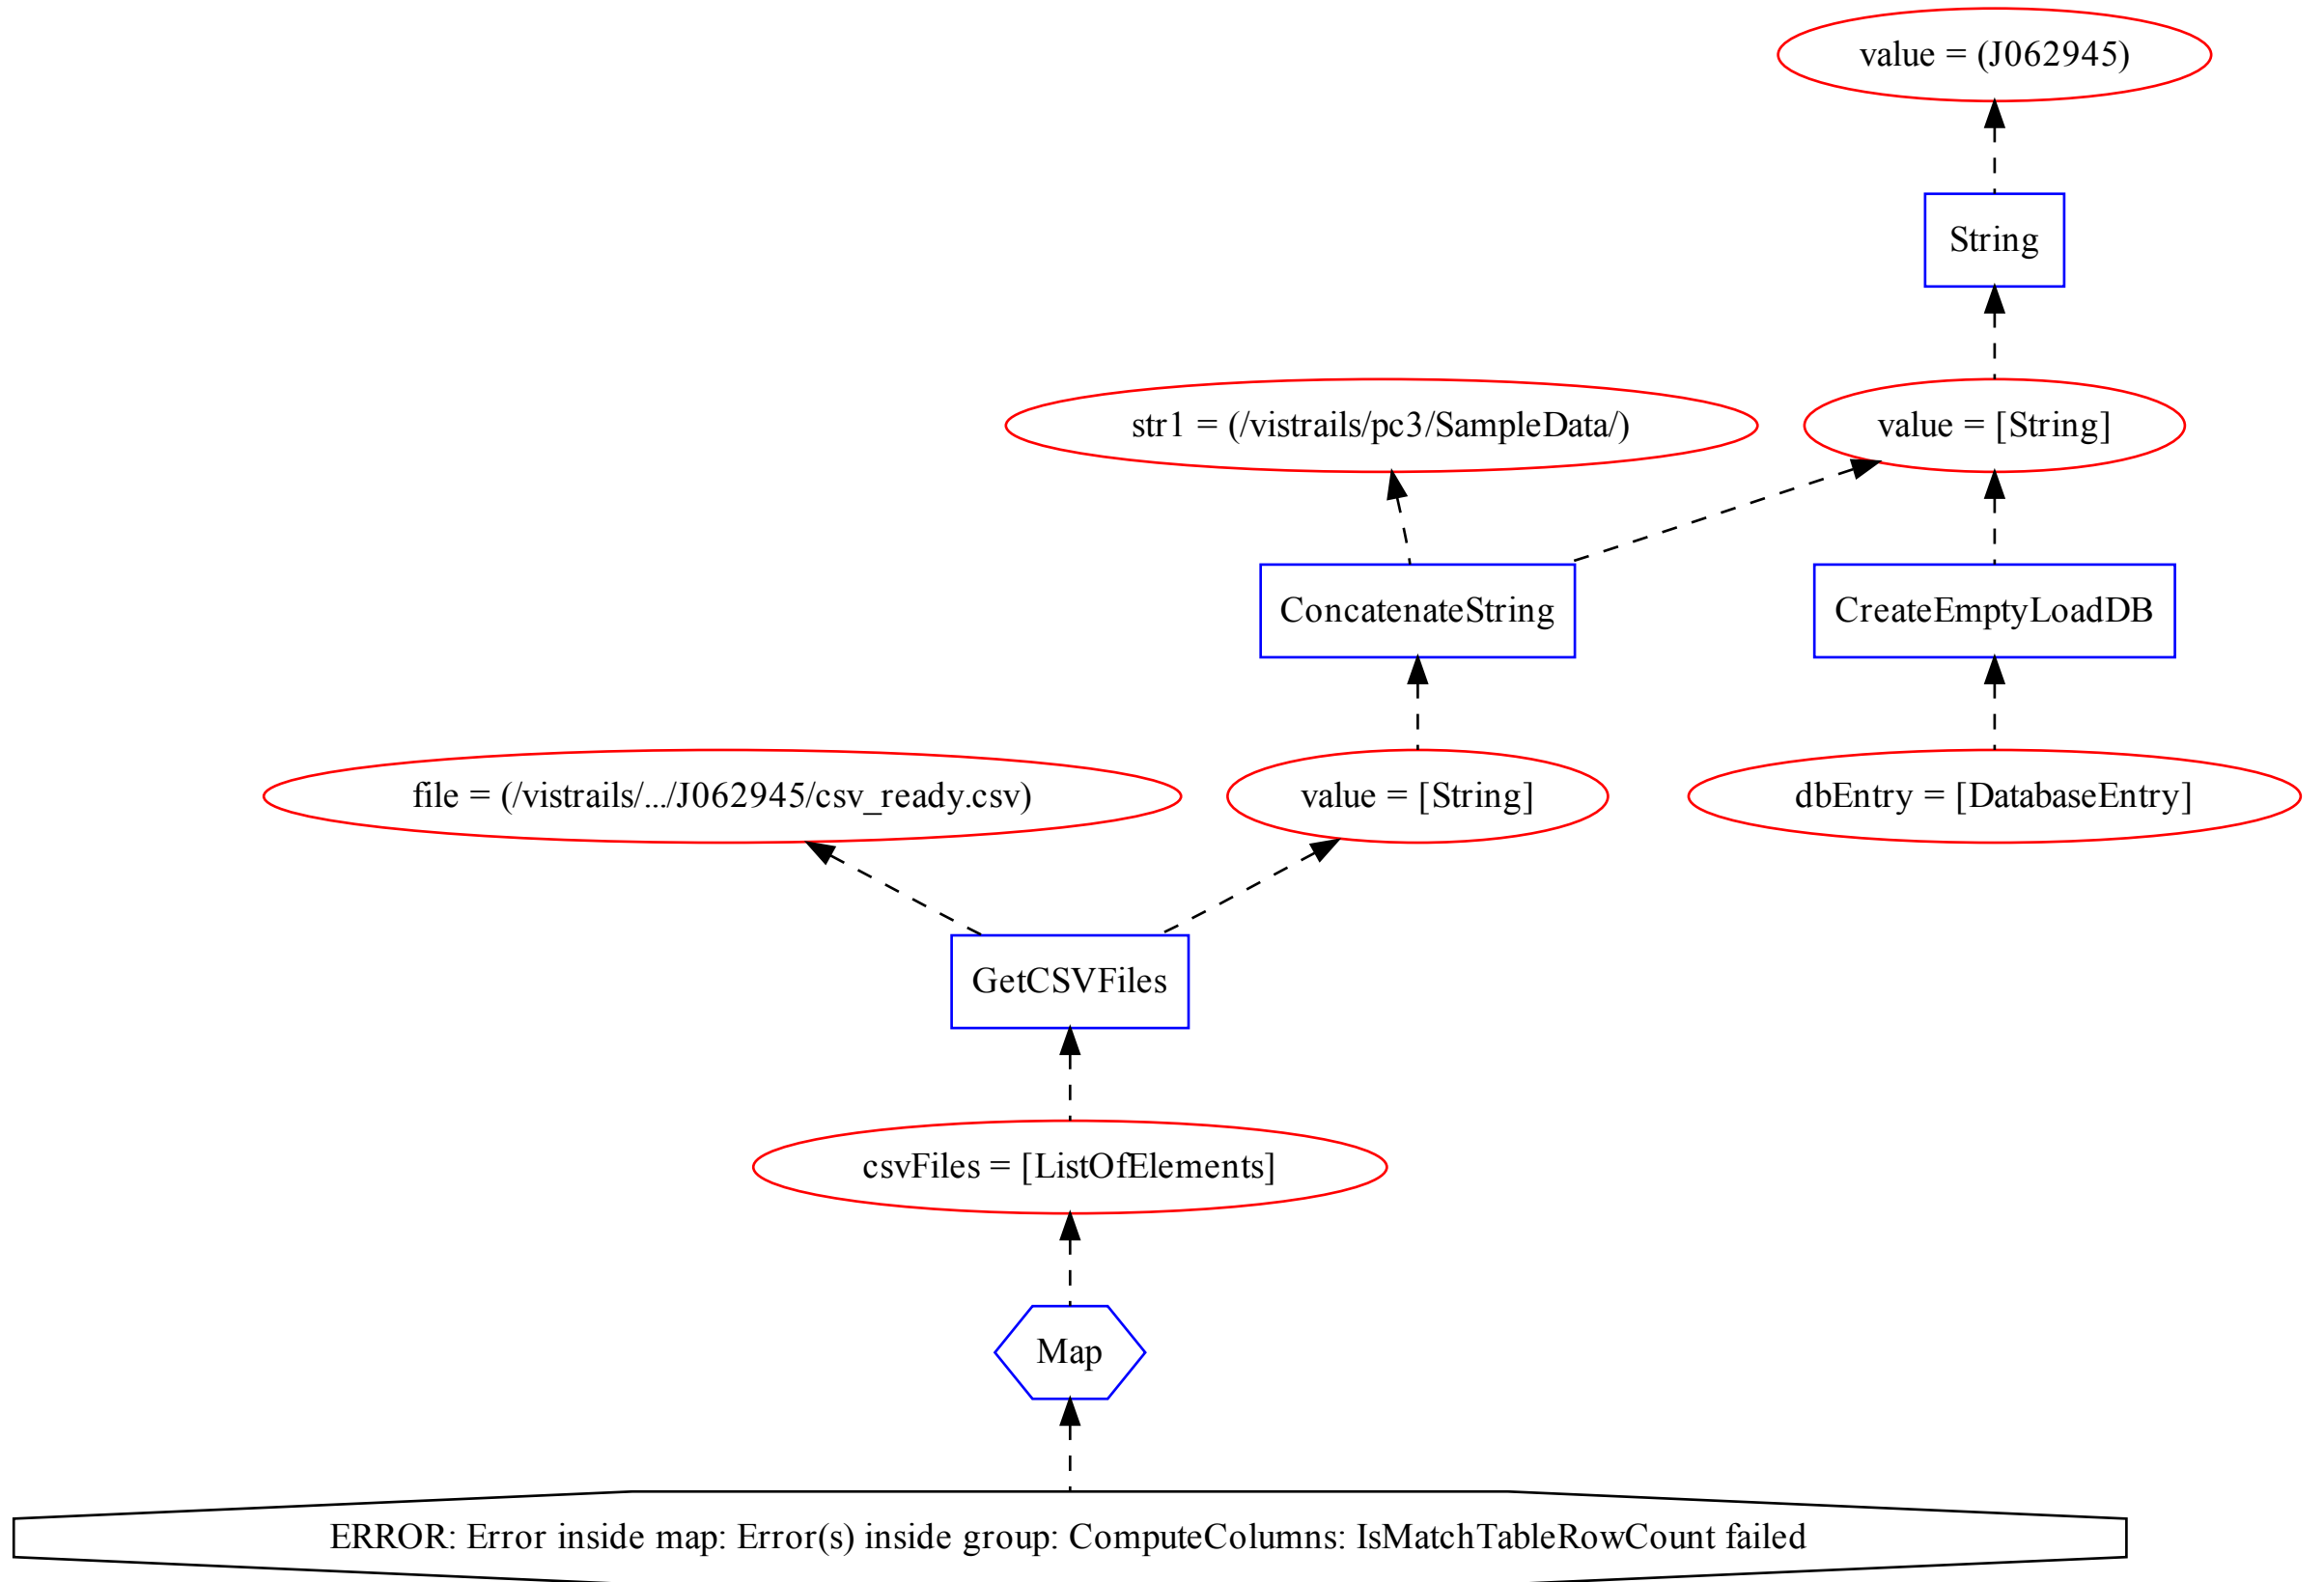 value = (J062945)
String
str1 = (/vistrails/pc3/SampleData/)
value = [String]
ConcatenateString
CreateEmptyLoadDB
file = (/vistrails/.../J062945/csv_ready.csv)
value = [String]
dbEntry = [DatabaseEntry]
GetCSVFiles
csvFiles = [ListOfElements]
Map
ERROR: Error inside map: Error(s) inside group: ComputeColumns: IsMatchTableRowCount failed